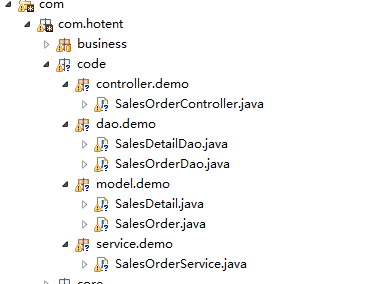 com
com.hotent
business
code
controller.demo
SalesOrderController.java
dao.demo
SalesDetailDao.java
SalesOrderDao.java
model.demo
SalesDetail.java
SalesOrder.java
service.demo
SalesOrderService.java